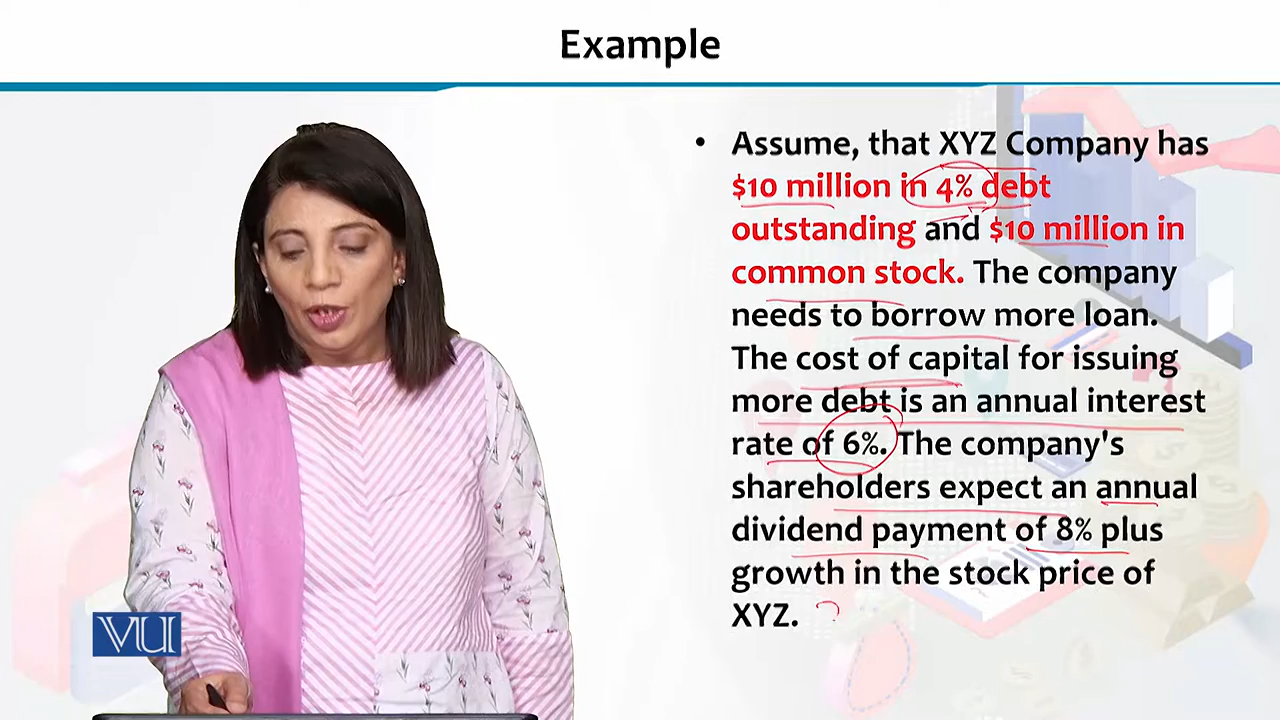 Example
• Assume, that XYZ Company has
$10 million in 4% debt
outstanding and $10 million in
common stock. The company
needs to borrow more loan.
The cost of capital for issuing
more debt is an annual interest
rate of 6%. The company's
shareholders expect an annual
dividend payment of 8% plus
growth in the stock price of
XYZ.
VU